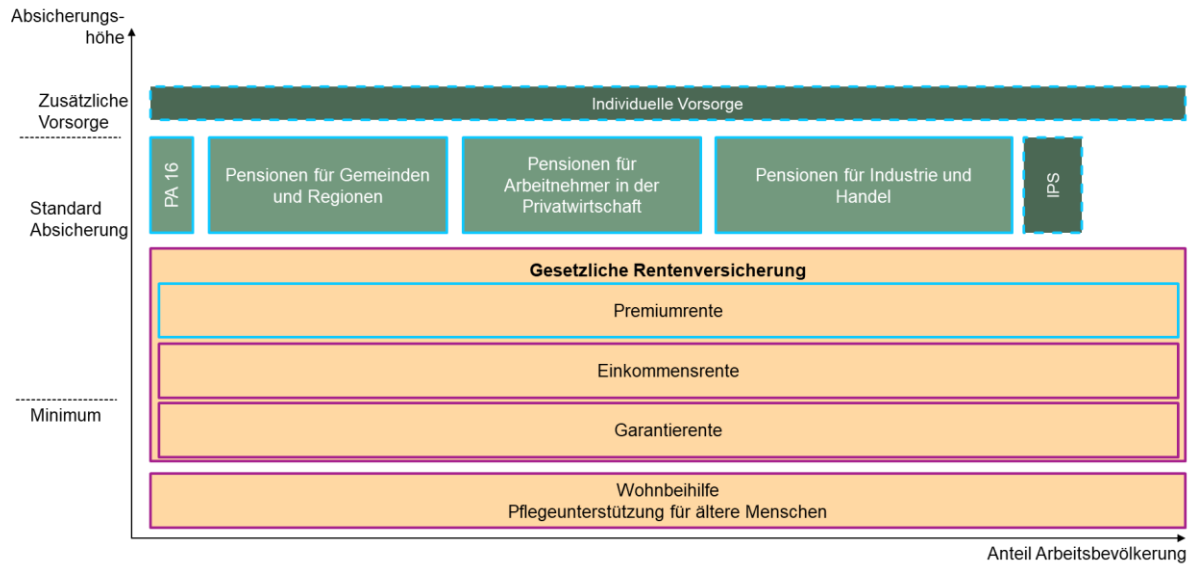 Absicherungs-
höhe
Zusätzliche
Vorsorge
Individuelle Vorsorge
Standard
Absicherung
PA 16
Pensionen für Gemeinden
und Regionen
Pensionen für
Arbeitnehmer in der
Privatwirtschaft
Pensionen für Industrie und
Handel
IPS
Gesetzliche Rentenversicherung
Premiumrente
Einkommensrente
Minimum
Garantierente
Wohnbeihilfe
Pflegeunterstützung für ältere Menschen
Anteil Arbeitsbevölkerung